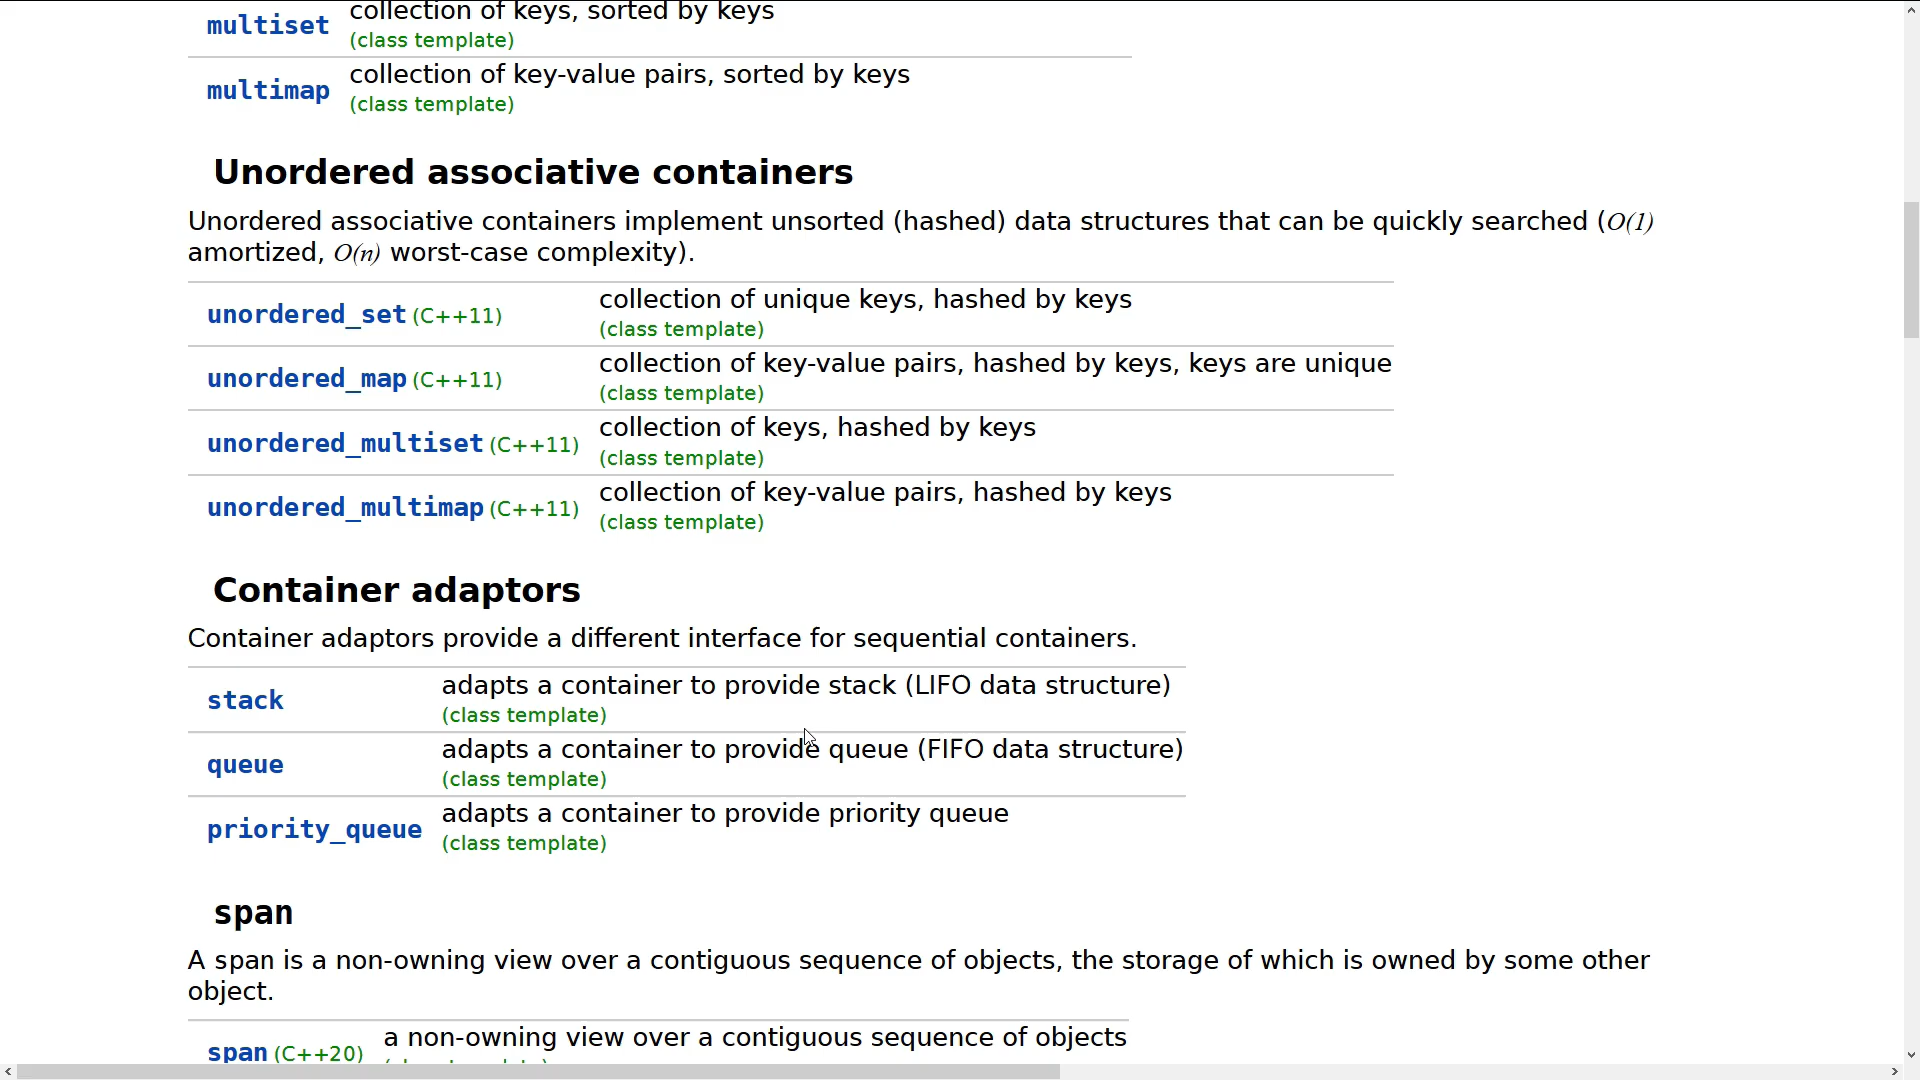 multiset collection of keys, sorted by keys
(class template)
multimap collection of key-value pairs, sorted by keys
(class template)
Unordered associative containers
Unordered associative containers implement unsorted (hashed) data structures that can be quickly searched (O(1)
amortized, O(n) worst-case complexity).
unordered_set (C++11) collection of unique keys, hashed by keys
(class template)
unordered_map (C++11) collection of key-value pairs, hashed by keys, keys are unique
(class template)
unordered_multiset (C++11) collection of keys, hashed by keys
(class template)
unordered_multimap (C++11) collection of key-value pairs, hashed by keys
(class template)
Container adaptors
Container adaptors provide a different interface for sequential containers.
stack adapts a container to provide stack (LIFO data structure)
(class template)
queue adapts a container to provide queue (FIFO data structure)
(class template)
priority_queue adapts a container to provide priority queue
(class template)
span
A span is a non-owning view over a contiguous sequence of objects, the storage of which is owned by some other
object.
span (C++20) a non-owning view over a contiguous sequence of objects